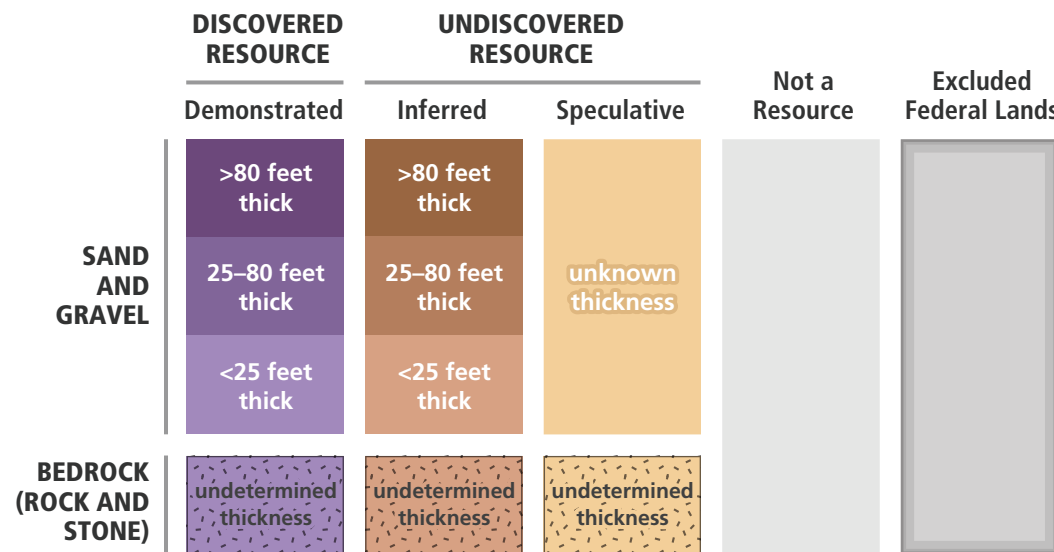 DISCOVERED
RESOURCE
UNDISCOVERED
RESOURCE
Demonstrated
Inferred
Speculative
Not a
Resource
Excluded
Federal Lands
SAND
AND
GRAVEL
>80 feet
thick
>80 feet
thick
25–80 feet
thick
25–80 feet
thick
unknown
thickness
<25 feet
thick
<25 feet
thick
BEDROCK
(ROCK AND
STONE)
undetermined
thickness
undetermined
thickness
undetermined
thickness